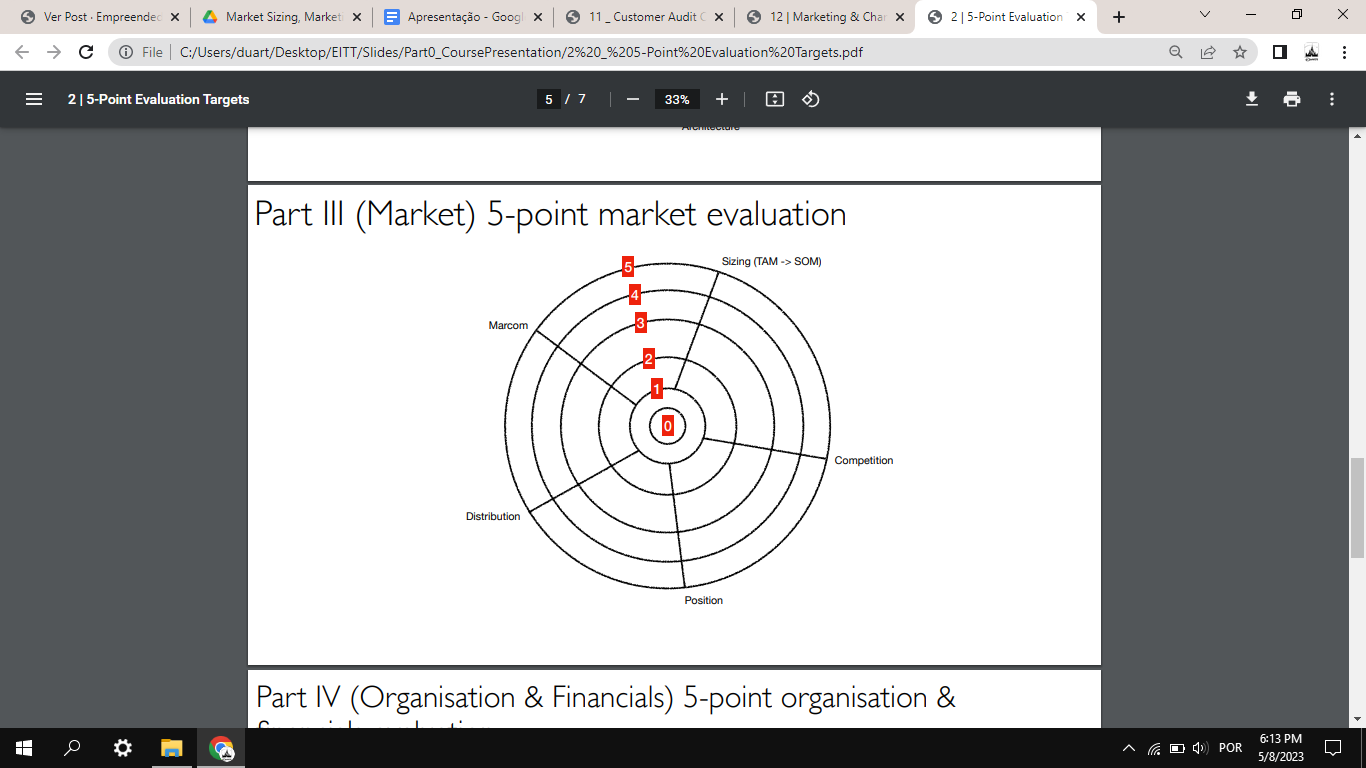 Ver Post · Empreended
Market Sizing, Marketi
Apresentação - Googl
11 _ Customer Audit C
12 | Marketing & Chan
2 | 5-Point Evaluation
File
C:/Users/duart/Desktop/EITT/Slides/Part0_CoursePresentation/2%20_%205-Point%20Evaluation%20Targets.pdf
2 | 5-Point Evaluation Targets
5 / 7
33%
Architecture
Part III (Market) 5-point market evaluation
5
Sizing (TAM -> SOM)
4
3
Marcom
2
1
0
Competition
Distribution
Position
Part IV (Organisation & Financials) 5-point organisation &
POR
6:13 PM
5/8/2023